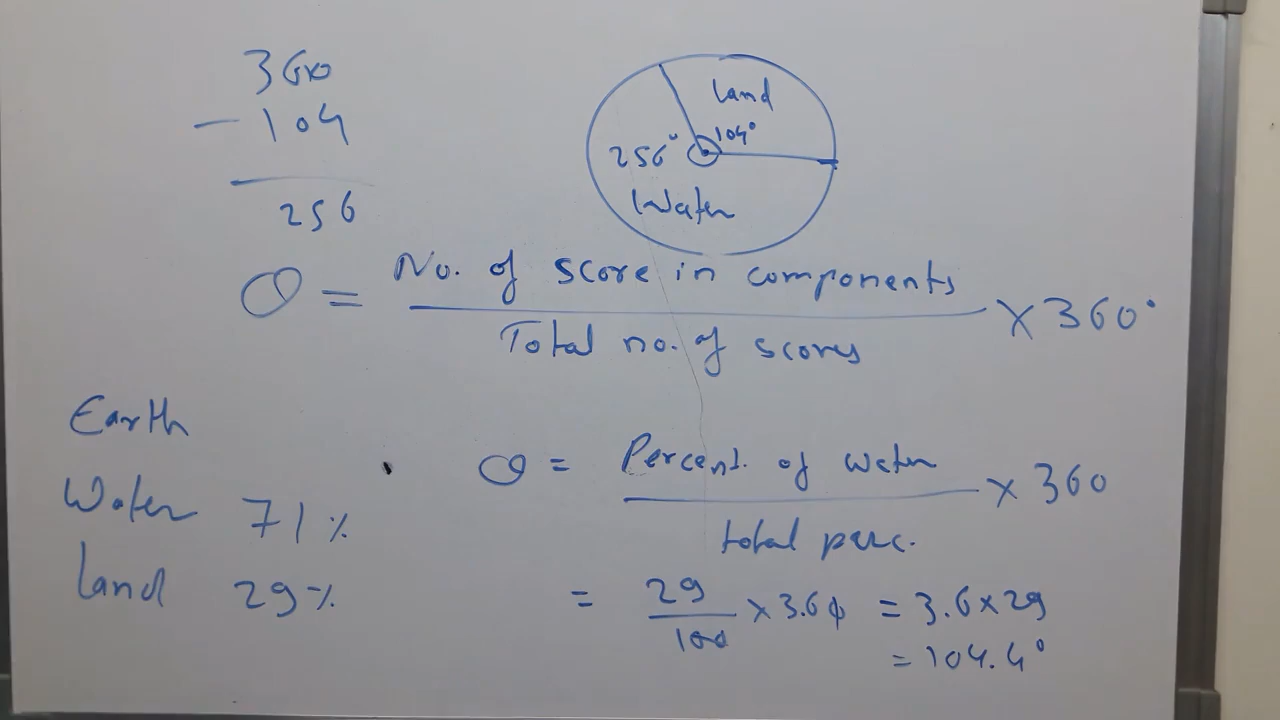 360
- 104
256
land
104°
256°
Water
θ = No. of score in components / Total no. of scores × 360°
Earth
Water 71%
land 29%
θ = Percent. of water / total perc. × 360
= 29/100 × 3.60 = 3.6 × 29
= 104.4°